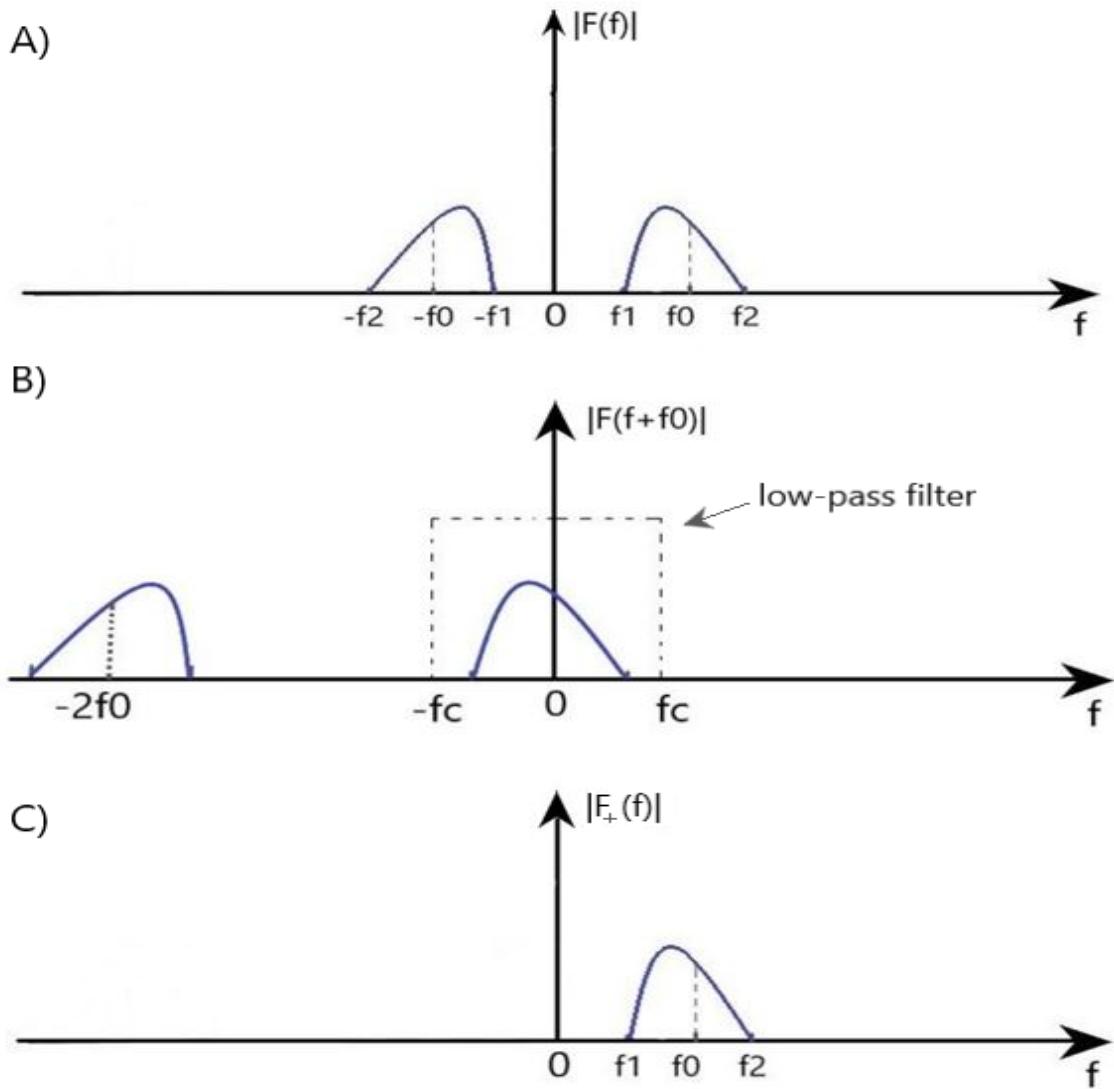 A)
|F(f)|
-f2 -f0 -f1 0 f1 f0 f2
f
B)
|F(f+f0)|
low-pass filter
-2f0 -fc 0 fc
f
C)
|F₊(f)|
0 f1 f0 f2
f